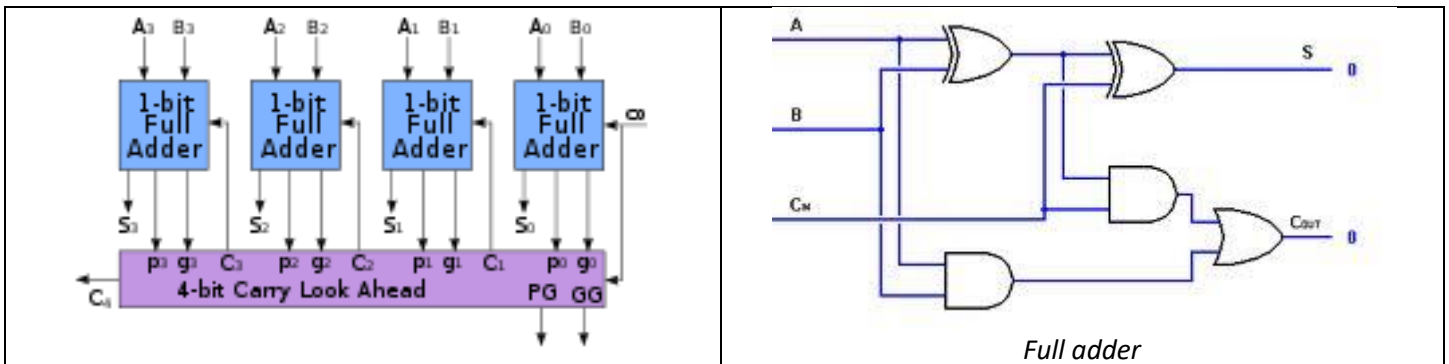 A3 B3 A2 B2 A1 B1 A0 B0
1-bit Full Adder
1-bit Full Adder
1-bit Full Adder
1-bit Full Adder
C0
S3 S2 S1 S0
p3 g3 C3 p2 g2 C2 p1 g1 C1 p0 g0
4-bit Carry Look Ahead PG GG
C4
A
B
CIN
S 0
COUT 0
Full adder